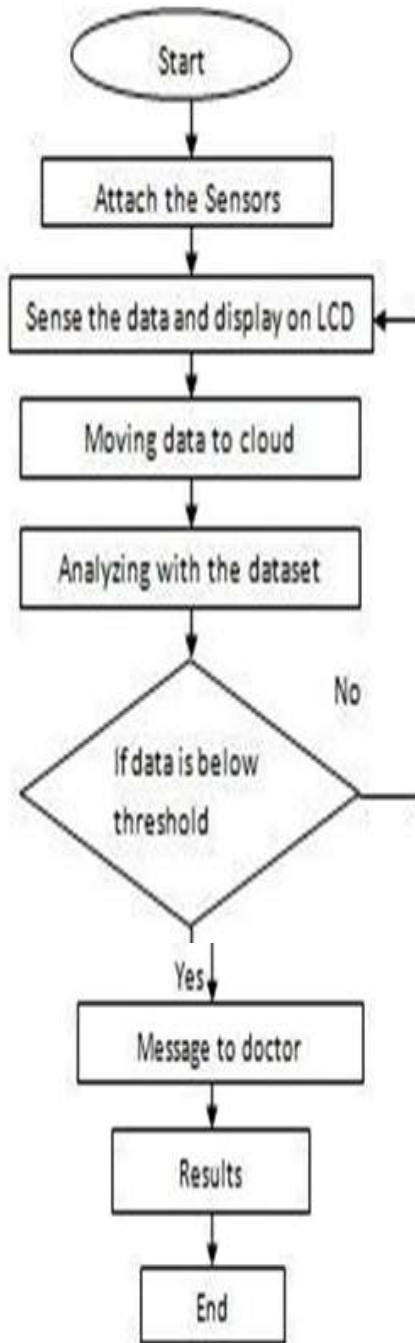 Start
Attach the Sensors
Sense the data and display on LCD
Moving data to cloud
Analyzing with the dataset
No
If data is below
threshold
Yes
Message to doctor
Results
End